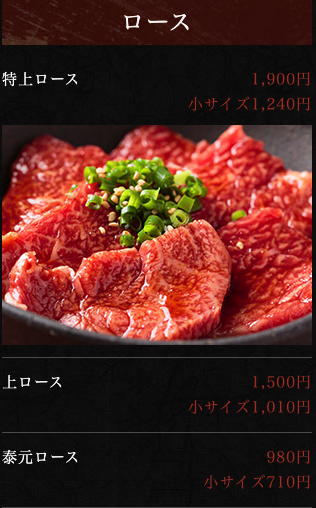 ロース
特上ロース 1,900円
小サイズ1,240円
上ロース 1,500円
小サイズ1,010円
泰元ロース 980円
小サイズ710円